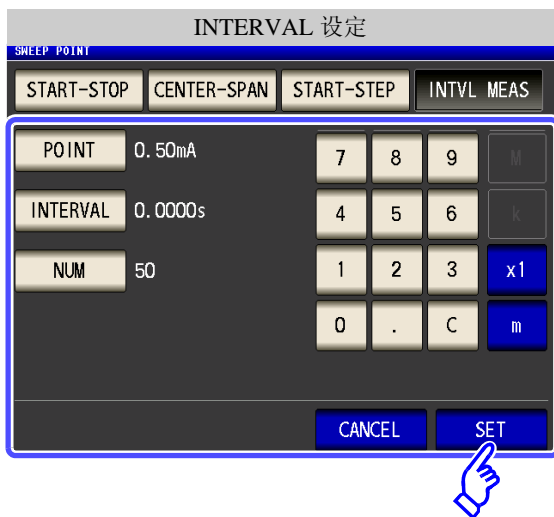 INTERVAL 设定
SWEEP POINT
START-STOP CENTER-SPAN START-STEP INTVL MEAS
POINT 0.50mA 7 8 9 M
INTERVAL 0.0000s 4 5 6 k
NUM 50 1 2 3 x1
0 . C m
CANCEL SET